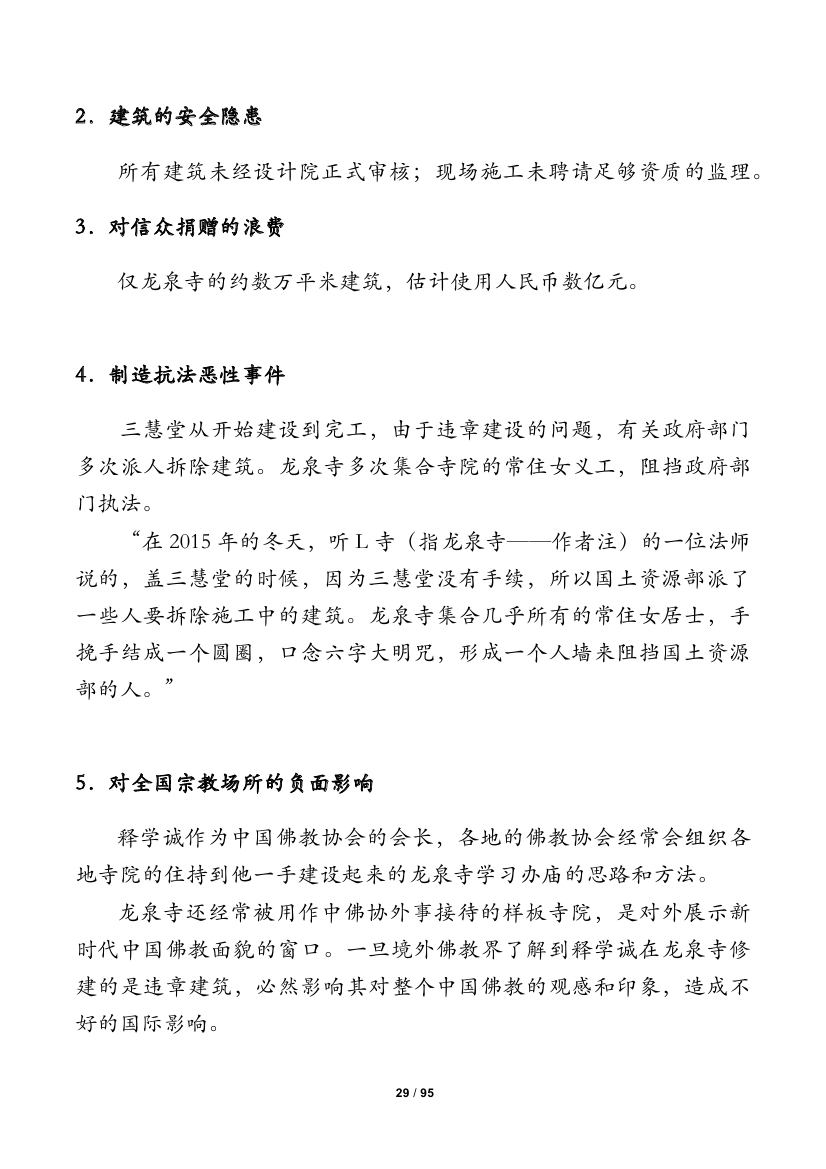 2．建筑的安全隐患
所有建筑未经设计院正式审核；现场施工未聘请足够资质的监理。
3．对信众捐赠的浪费
仅龙泉寺的约数万平米建筑，估计使用人民币数亿元。
4．制造抗法恶性事件
三慧堂从开始建设到完工，由于违章建设的问题，有关政府部门
多次派人拆除建筑。龙泉寺多次集合寺院的常住女义工，阻挡政府部
门执法。
“在 2015 年的冬天，听 L 寺（指龙泉寺——作者注）的一位法师
说的，盖三慧堂的时候，因为三慧堂没有手续，所以国土资源部派了
一些人要拆除施工中的建筑。龙泉寺集合几乎所有的常住女居士，手
挽手结成一个圆圈，口念六字大明咒，形成一个人墙来阻挡国土资源
部的人。”
5．对全国宗教场所的负面影响
释学诚作为中国佛教协会的会长，各地的佛教协会经常会组织各
地寺院的住持到他一手建设起来的龙泉寺学习办庙的思路和方法。
龙泉寺还经常被用作中佛协外事接待的样板寺院，是对外展示新
时代中国佛教面貌的窗口。一旦境外佛教界了解到释学诚在龙泉寺修
建的是违章建筑，必然影响其对整个中国佛教的观感和印象，造成不
好的国际影响。
29 / 95